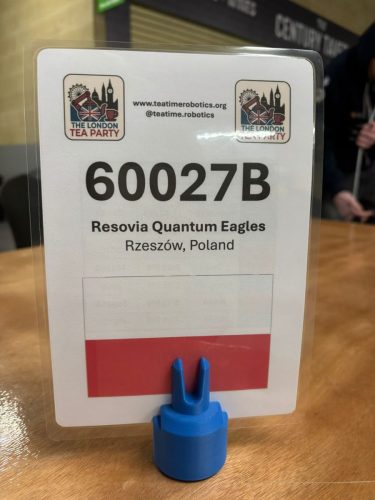 CENTURY
THE LONDON
TEA PARTY
www.teatimerobotics.org
@teatime.robotics
THE LONDON
TEA PARTY
60027B
Resovia Quantum Eagles
Rzeszów, Poland